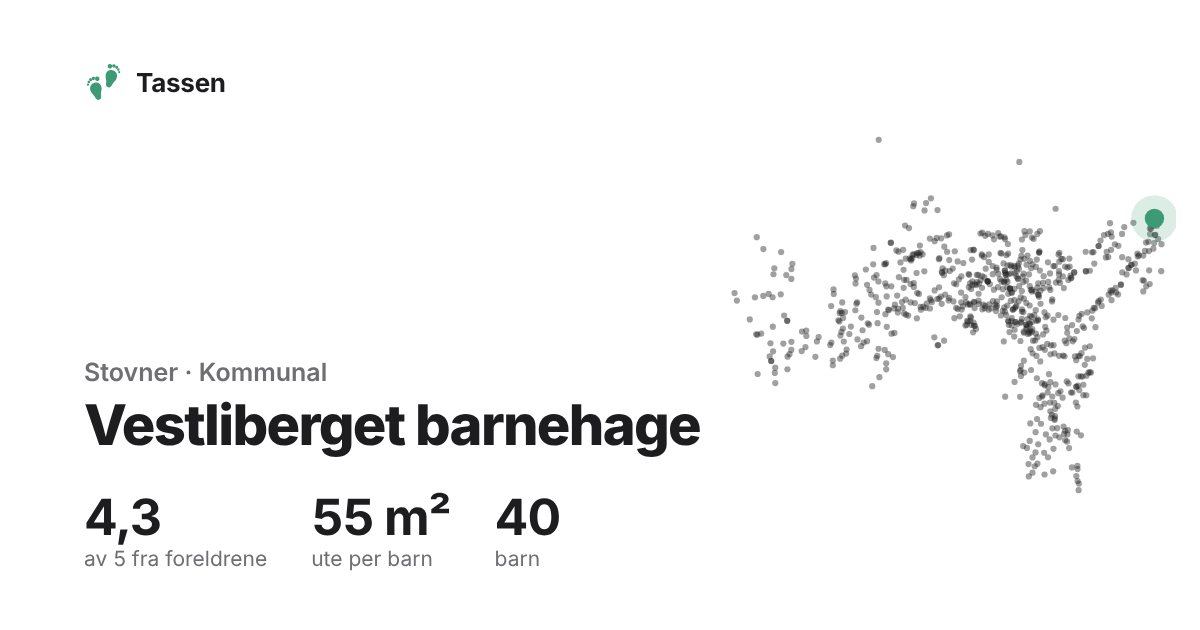 Tassen
Stovner · Kommunal
Vestliberget barnehage
4,3
av 5 fra foreldrene
55 m²
ute per barn
40
barn